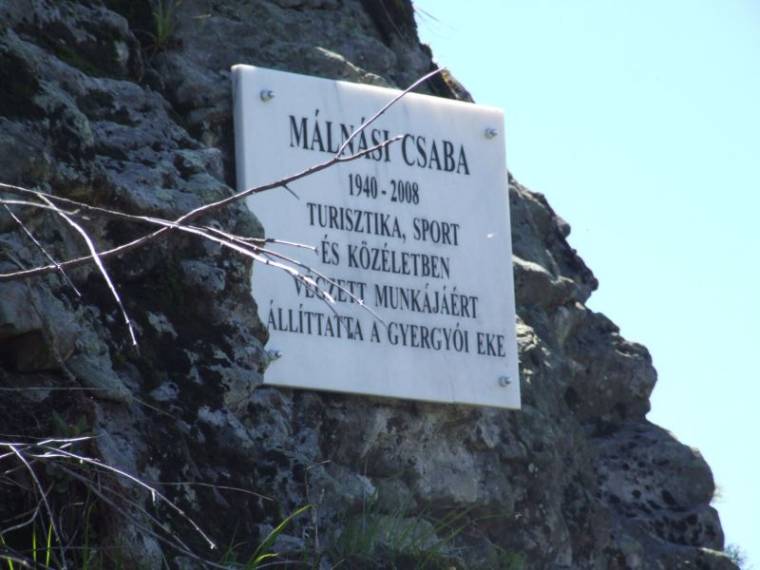 MÁLNÁSI CSABA
1940 - 2008
TURISZTIKA, SPORT
ÉS KÖZÉLETBEN
VÉGZETT MUNKÁJÁÉRT
ÁLLÍTTATTA A GYERGYÓI EKE